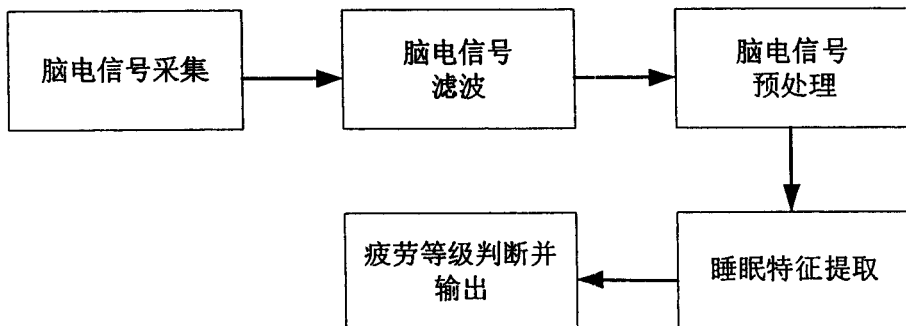 脑电信号采集
脑电信号
滤波
脑电信号
预处理
睡眠特征提取
疲劳等级判断并
输出